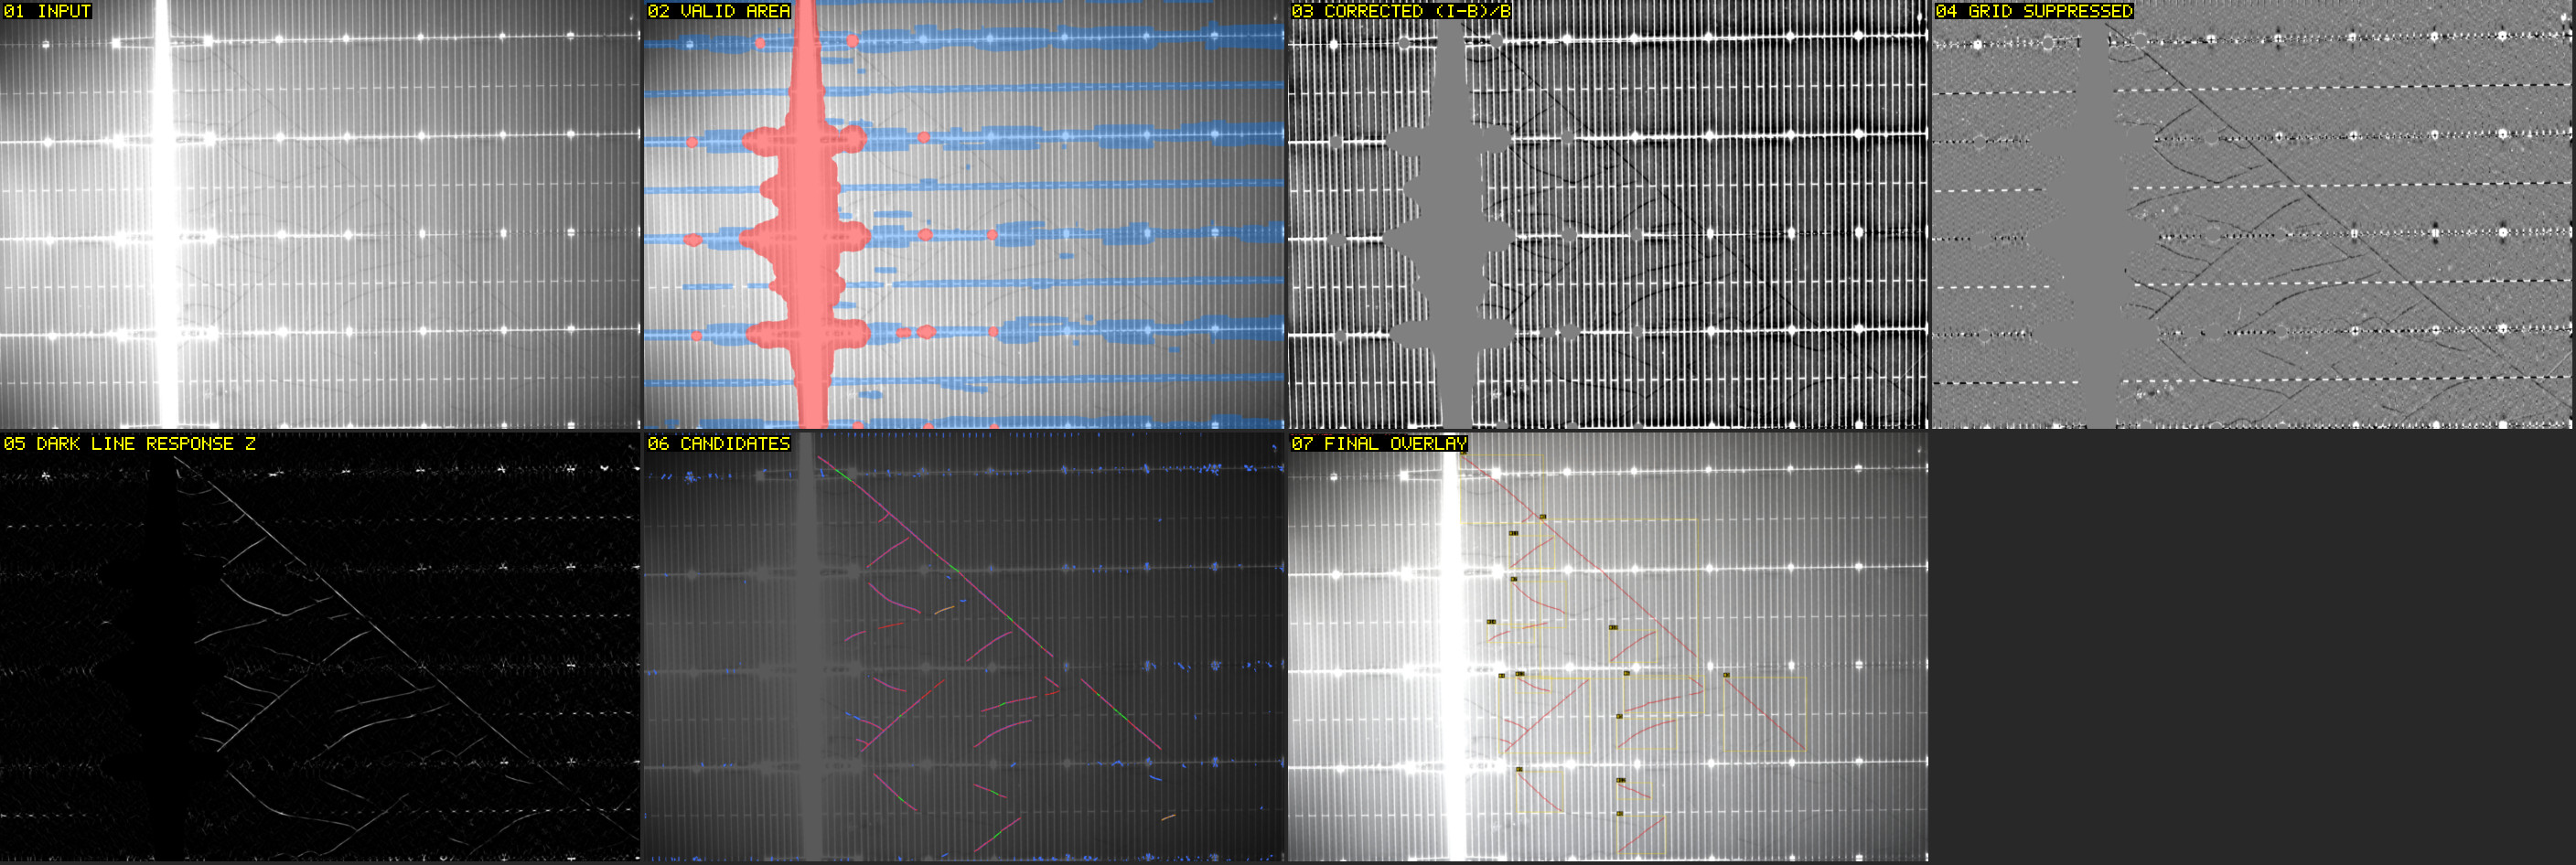 01 INPUT
02 VALID AREA
03 CORRECTED (I-B)/B
04 GRID SUPPRESSED
05 DARK LINE RESPONSE Z
06 CANDIDATES
07 FINAL OVERLAY